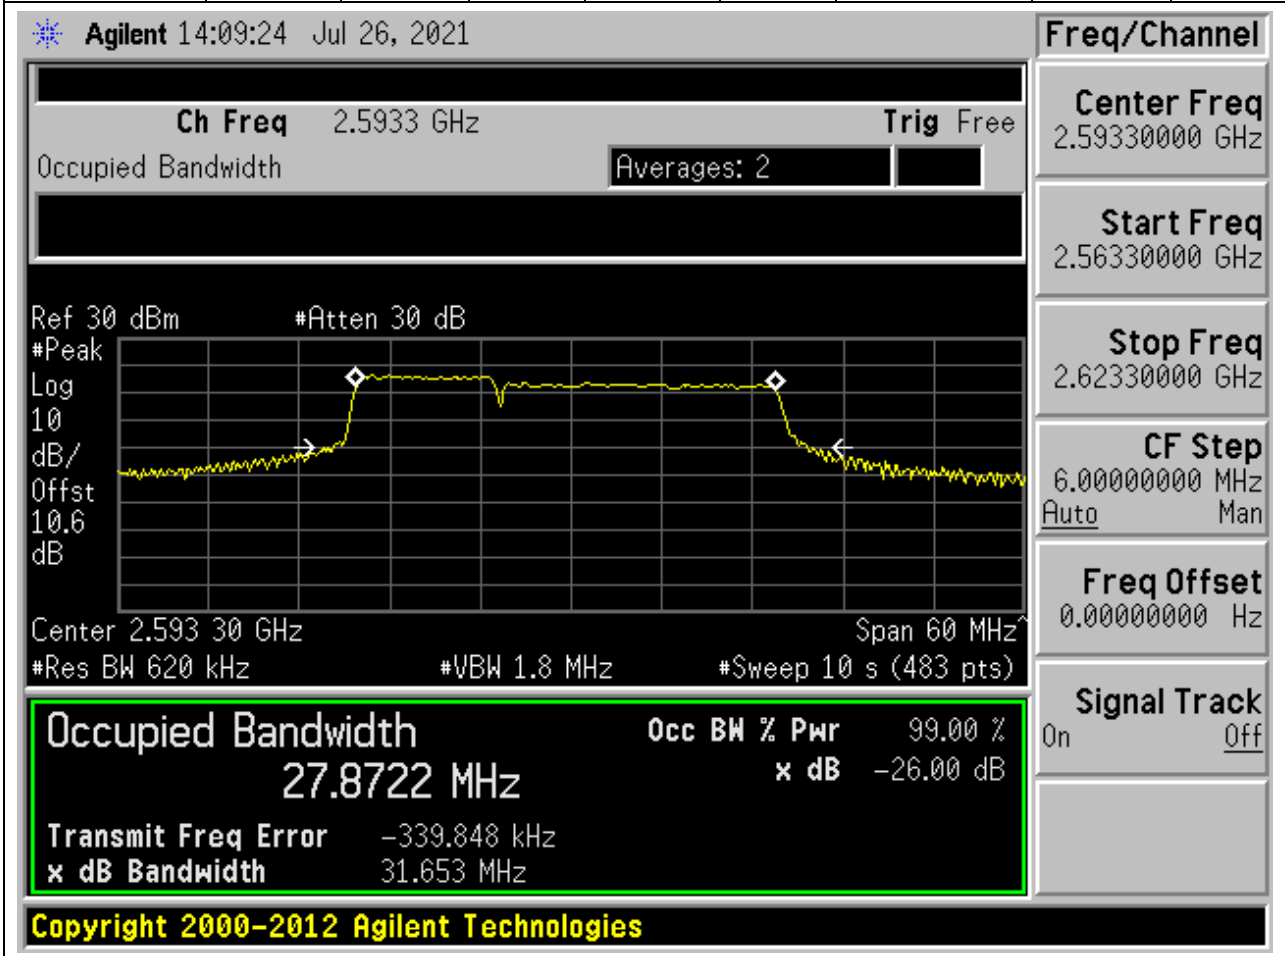 Agilent 14:09:24 Jul 26, 2021
Freq/Channel
Ch Freq 2.5933 GHz Trig Free
Occupied Bandwidth Averages: 2
Center Freq
2.59330000 GHz
Start Freq
2.56330000 GHz
Stop Freq
2.62330000 GHz
CF Step
6.00000000 MHz
Auto Man
Freq Offset
0.00000000 Hz
Signal Track
On Off
Ref 30 dBm #Atten 30 dB
#Peak
Log
10
dB/
Offst
10.6
dB
Center 2.593 30 GHz Span 60 MHz^
#Res BW 620 kHz #VBW 1.8 MHz #Sweep 10 s (483 pts)
Occupied Bandwidth Occ BW % Pwr 99.00 %
27.8722 MHz x dB -26.00 dB
Transmit Freq Error -339.848 kHz
x dB Bandwidth 31.653 MHz
Copyright 2000-2012 Agilent Technologies